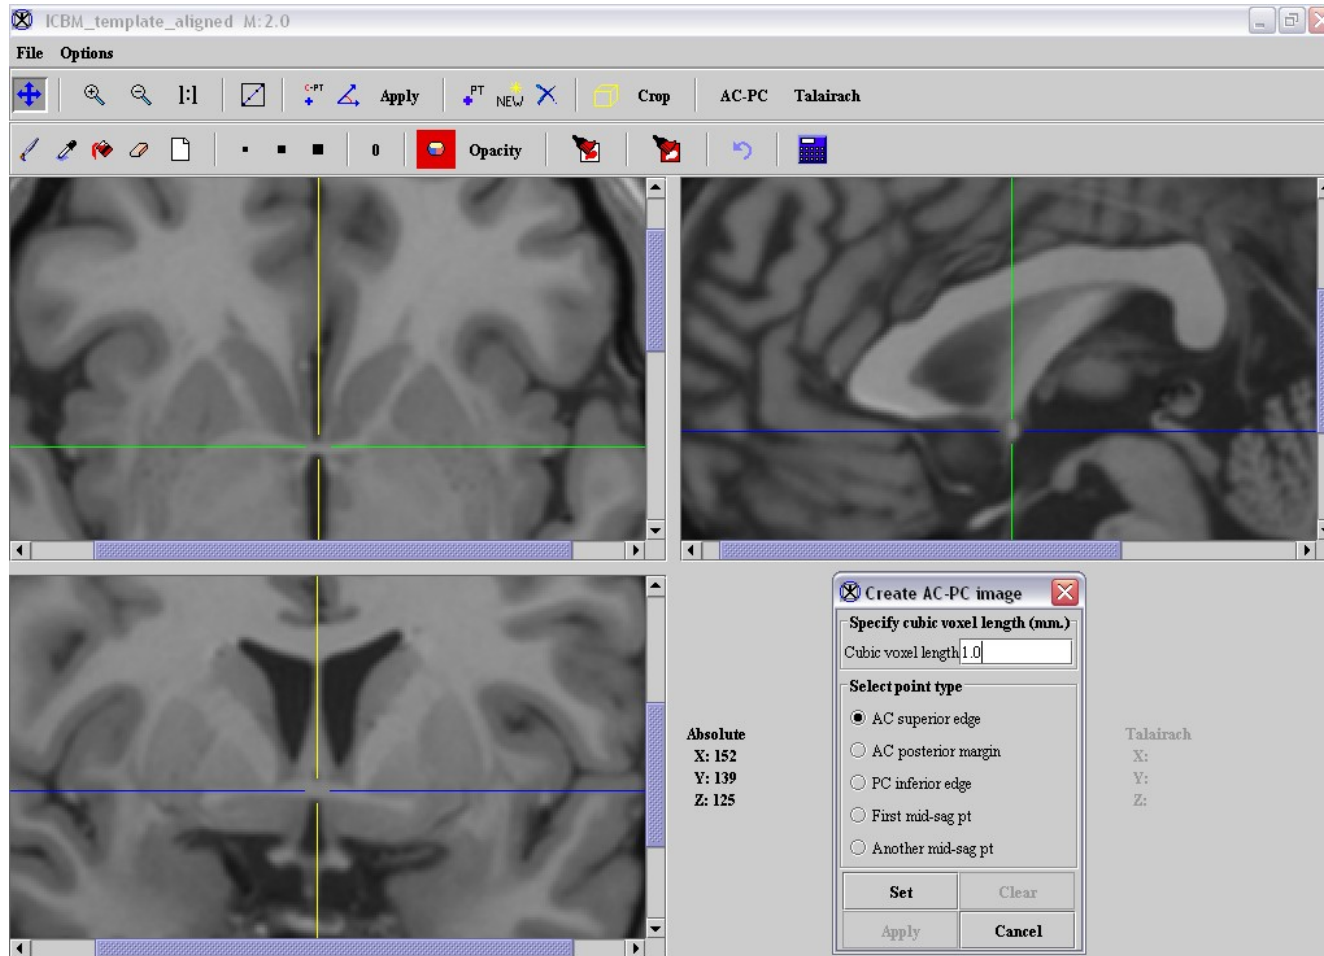 ICBM_template_aligned M:2.0
File Options
1:1 C-PT Apply PT NEW Crop AC-PC Talairach
0 Opacity
Create AC-PC image
Specify cubic voxel length (mm.)
Cubic voxel length 1.0
Select point type
AC superior edge
AC posterior margin
PC inferior edge
First mid-sag pt
Another mid-sag pt
Set Clear
Apply Cancel
Absolute
X: 152
Y: 139
Z: 125
Talairach
X:
Y:
Z: